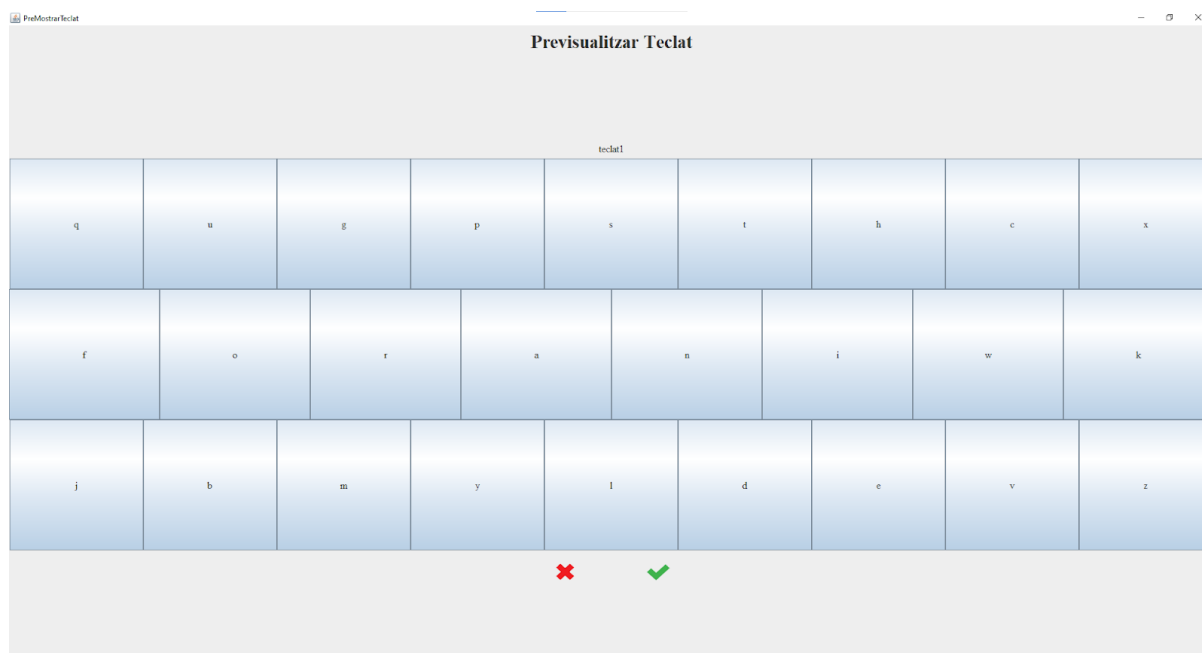 PreMostrarTeclat
Previsualitzar Teclat
teclat1
q u g p s t h c x
f o r a n i w k
j b m y l d e v z